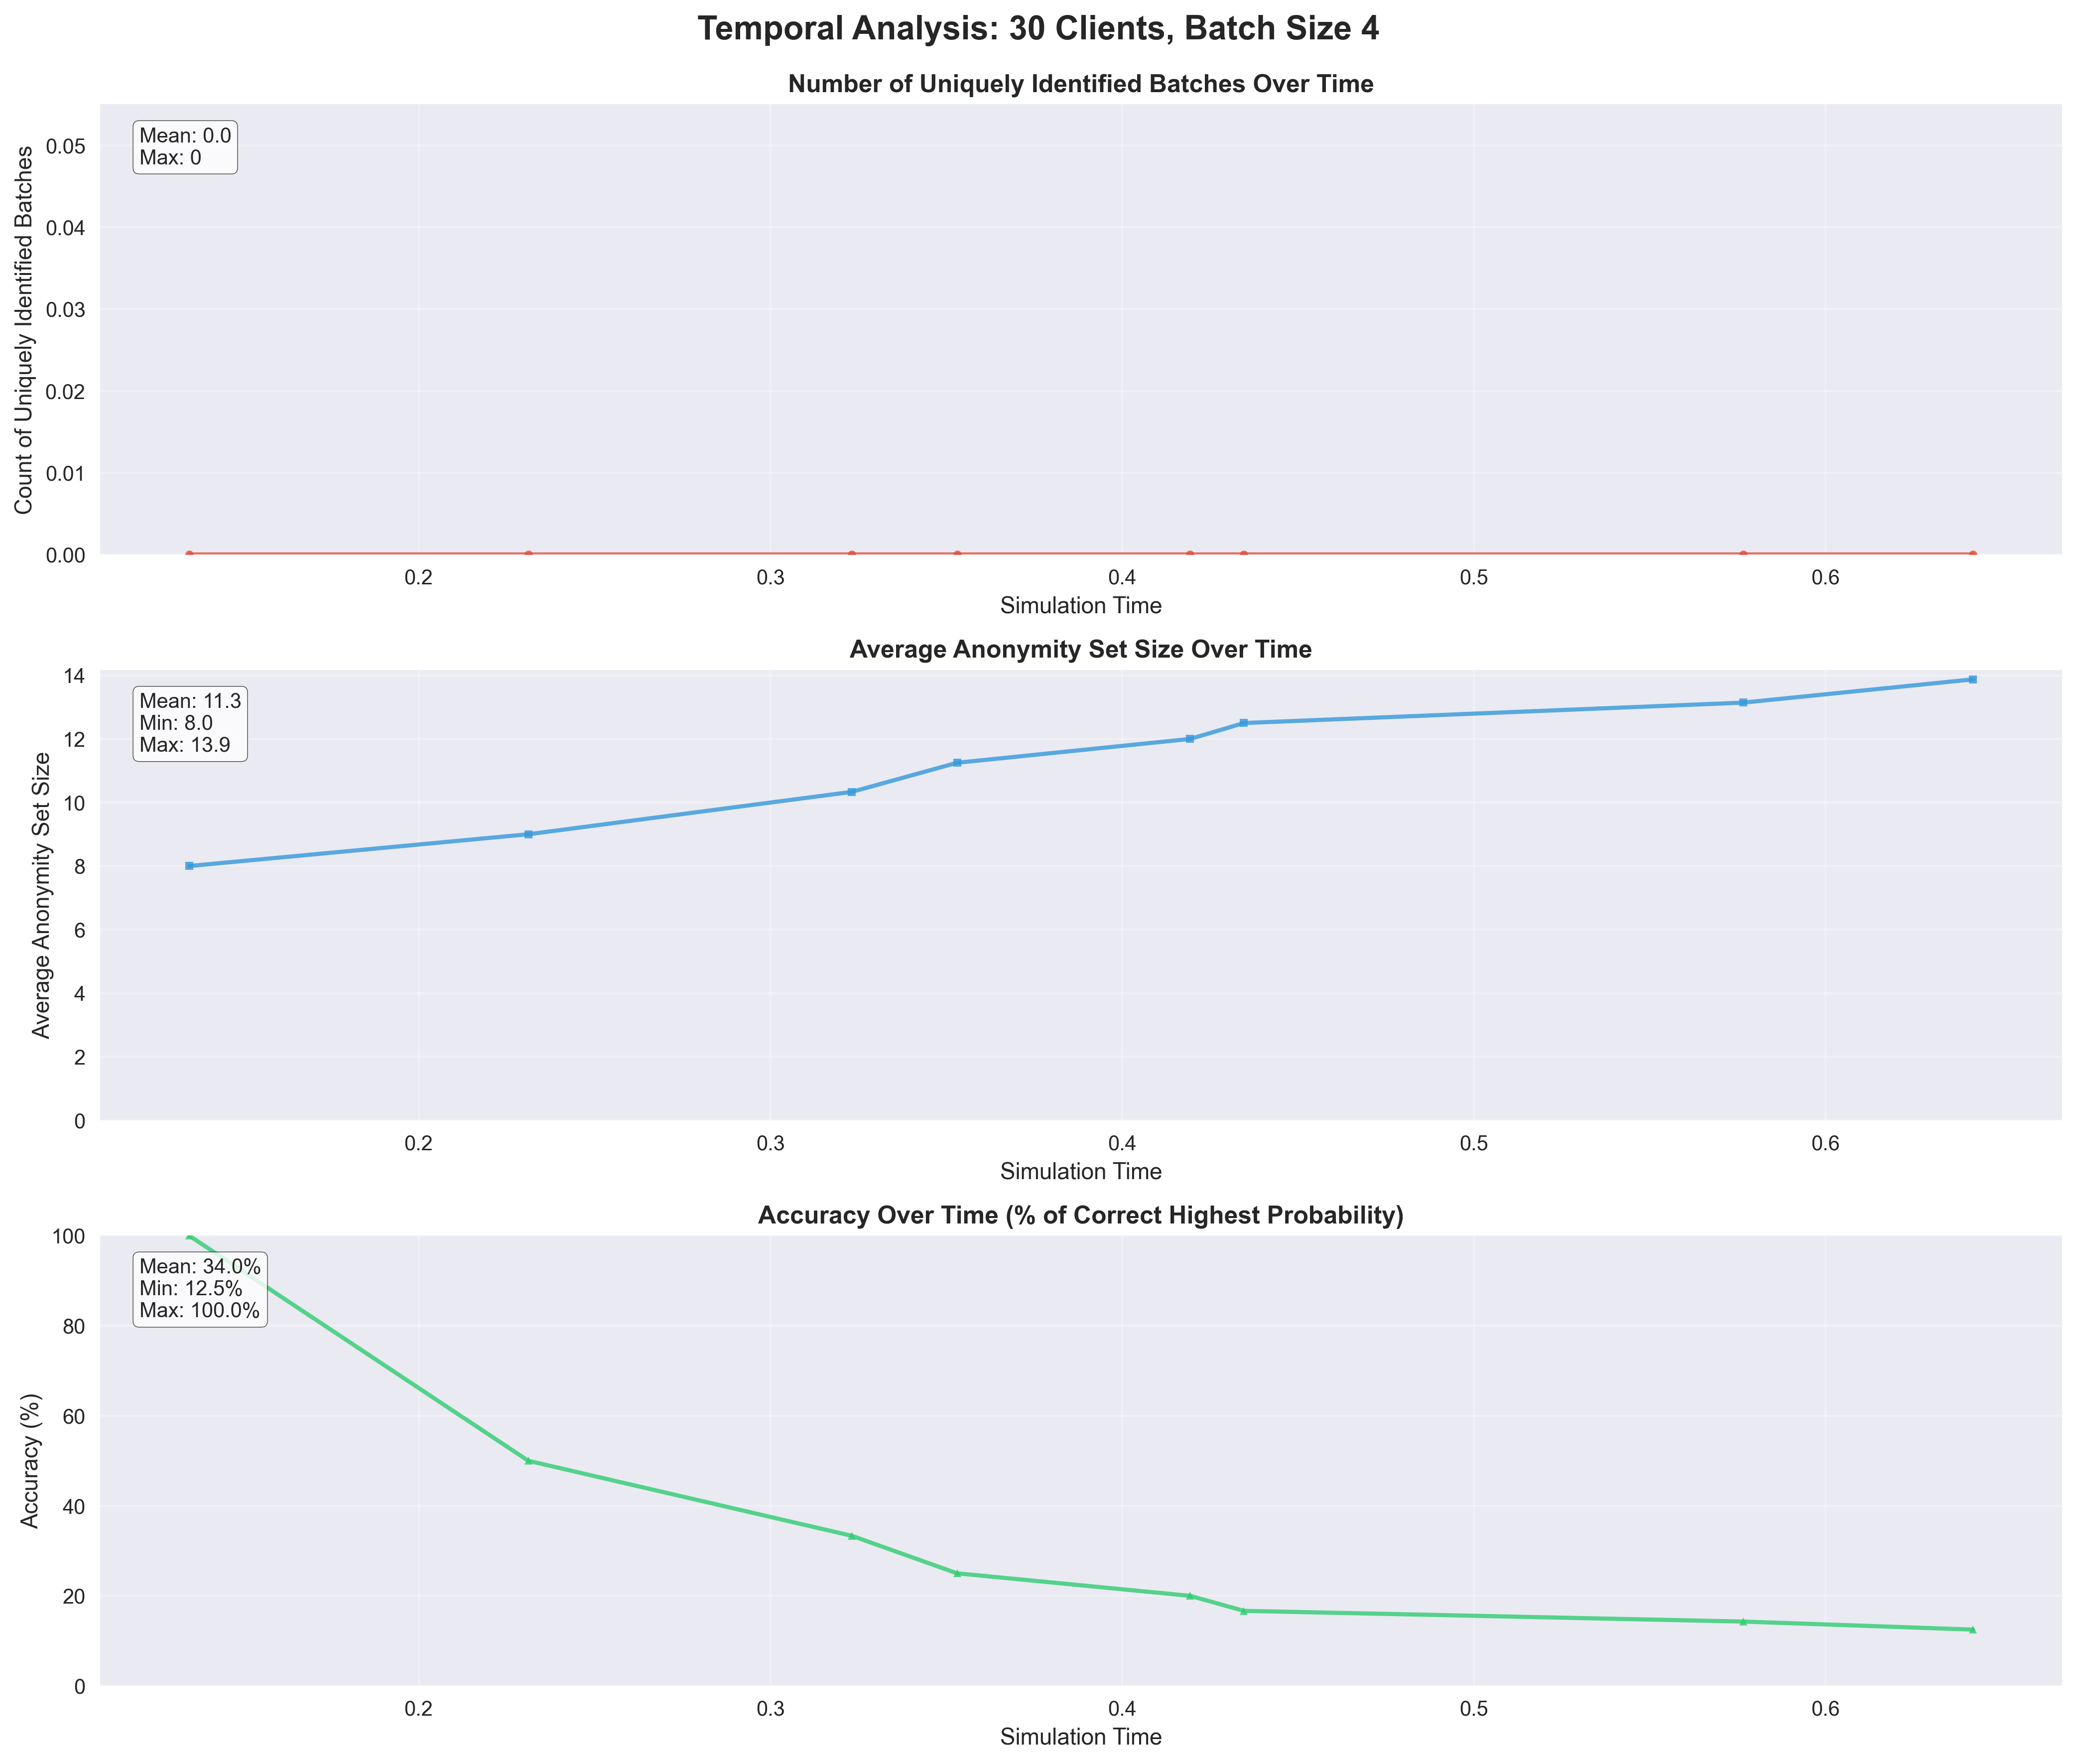 Temporal Analysis: 30 Clients, Batch Size 4
Number of Uniquely Identified Batches Over Time
Mean: 0.0
Max: 0
Count of Uniquely Identified Batches
0.05
0.04
0.03
0.02
0.01
0.00
0.2 0.3 0.4 0.5 0.6
Simulation Time
Average Anonymity Set Size Over Time
Mean: 11.3
Min: 8.0
Max: 13.9
Average Anonymity Set Size
14
12
10
8
6
4
2
0
0.2 0.3 0.4 0.5 0.6
Simulation Time
Accuracy Over Time (% of Correct Highest Probability)
Mean: 34.0%
Min: 12.5%
Max: 100.0%
Accuracy (%)
100
80
60
40
20
0
0.2 0.3 0.4 0.5 0.6
Simulation Time